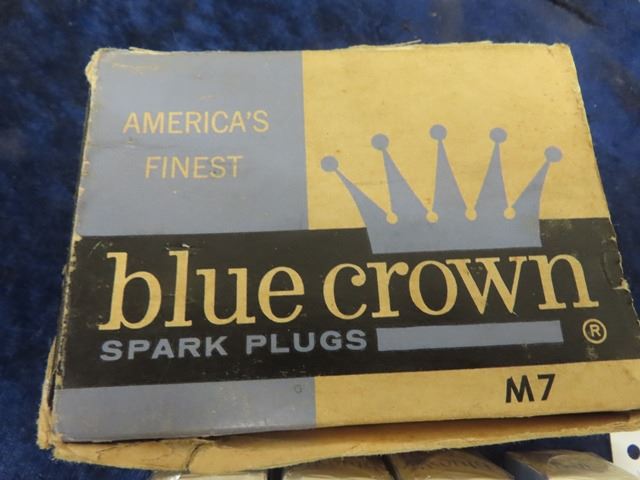 AMERICA'S
FINEST
blue crown
SPARK PLUGS
®
M7